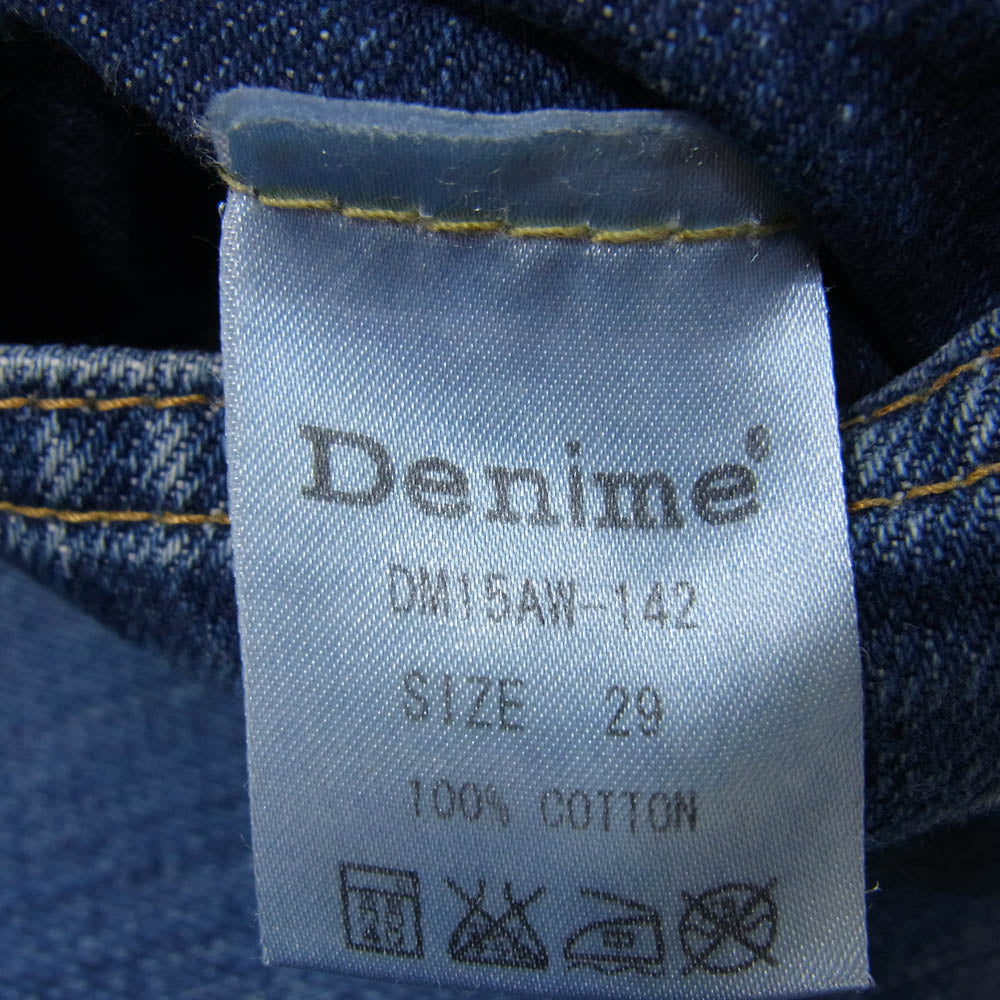 Denime®
DM15AW-142
SIZE 29
100% COTTON